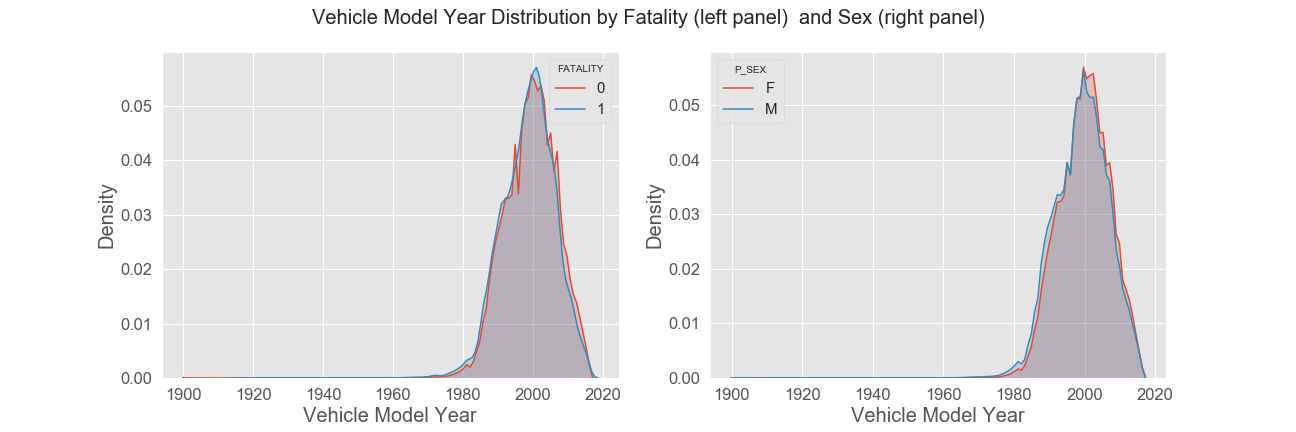 Vehicle Model Year Distribution by Fatality (left panel)  and Sex (right panel)
FATALITY
0
1
0.05
0.04
0.03
0.02
0.01
0.00
Density
1900 1920 1940 1960 1980 2000 2020
Vehicle Model Year
P_SEX
F
M
0.05
0.04
0.03
0.02
0.01
0.00
Density
1900 1920 1940 1960 1980 2000 2020
Vehicle Model Year